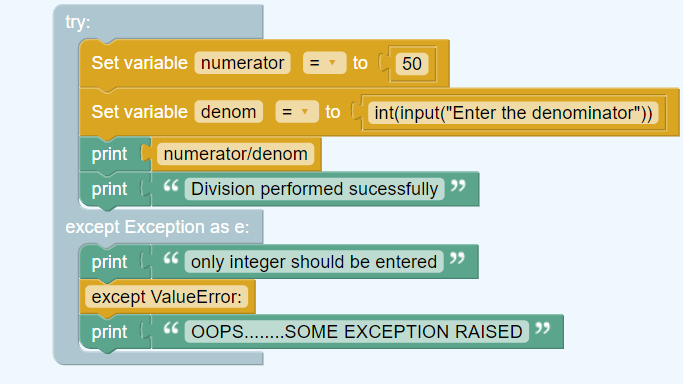 try:
Set variable numerator = to 50
Set variable denom = to int(input("Enter the denominator"))
print numerator/denom
print “ Division performed sucessfully ”
except Exception as e:
print “ only integer should be entered ”
except ValueError:
print “ OOPS........SOME EXCEPTION RAISED ”